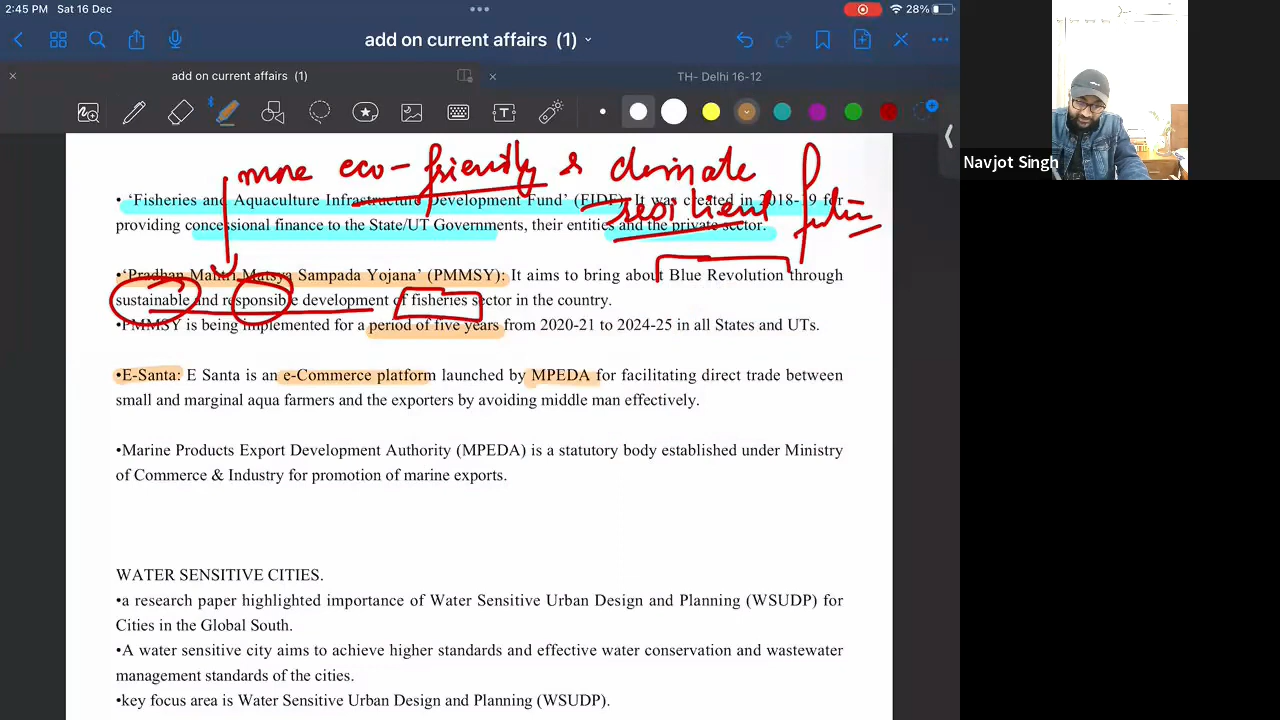 2:45 PM Sat 16 Dec
28%
add on current affairs (1)
add on current affairs (1)
TH- Delhi 16-12
Navjot Singh
more eco-friendly & climate
resilient
• 'Fisheries and Aquaculture Infrastructure Development Fund' (FIDF): It was created in 2018-19 for
providing concessional finance to the State/UT Governments, their entities and the private sector.
•'Pradhan Mantri Matsya Sampada Yojana' (PMMSY): It aims to bring about Blue Revolution through
sustainable and responsible development of fisheries sector in the country.
•PMMSY is being implemented for a period of five years from 2020-21 to 2024-25 in all States and UTs.
•E-Santa: E Santa is an e-Commerce platform launched by MPEDA for facilitating direct trade between
small and marginal aqua farmers and the exporters by avoiding middle man effectively.
•Marine Products Export Development Authority (MPEDA) is a statutory body established under Ministry
of Commerce & Industry for promotion of marine exports.
WATER SENSITIVE CITIES.
•a research paper highlighted importance of Water Sensitive Urban Design and Planning (WSUDP) for
Cities in the Global South.
•A water sensitive city aims to achieve higher standards and effective water conservation and wastewater
management standards of the cities.
•key focus area is Water Sensitive Urban Design and Planning (WSUDP).